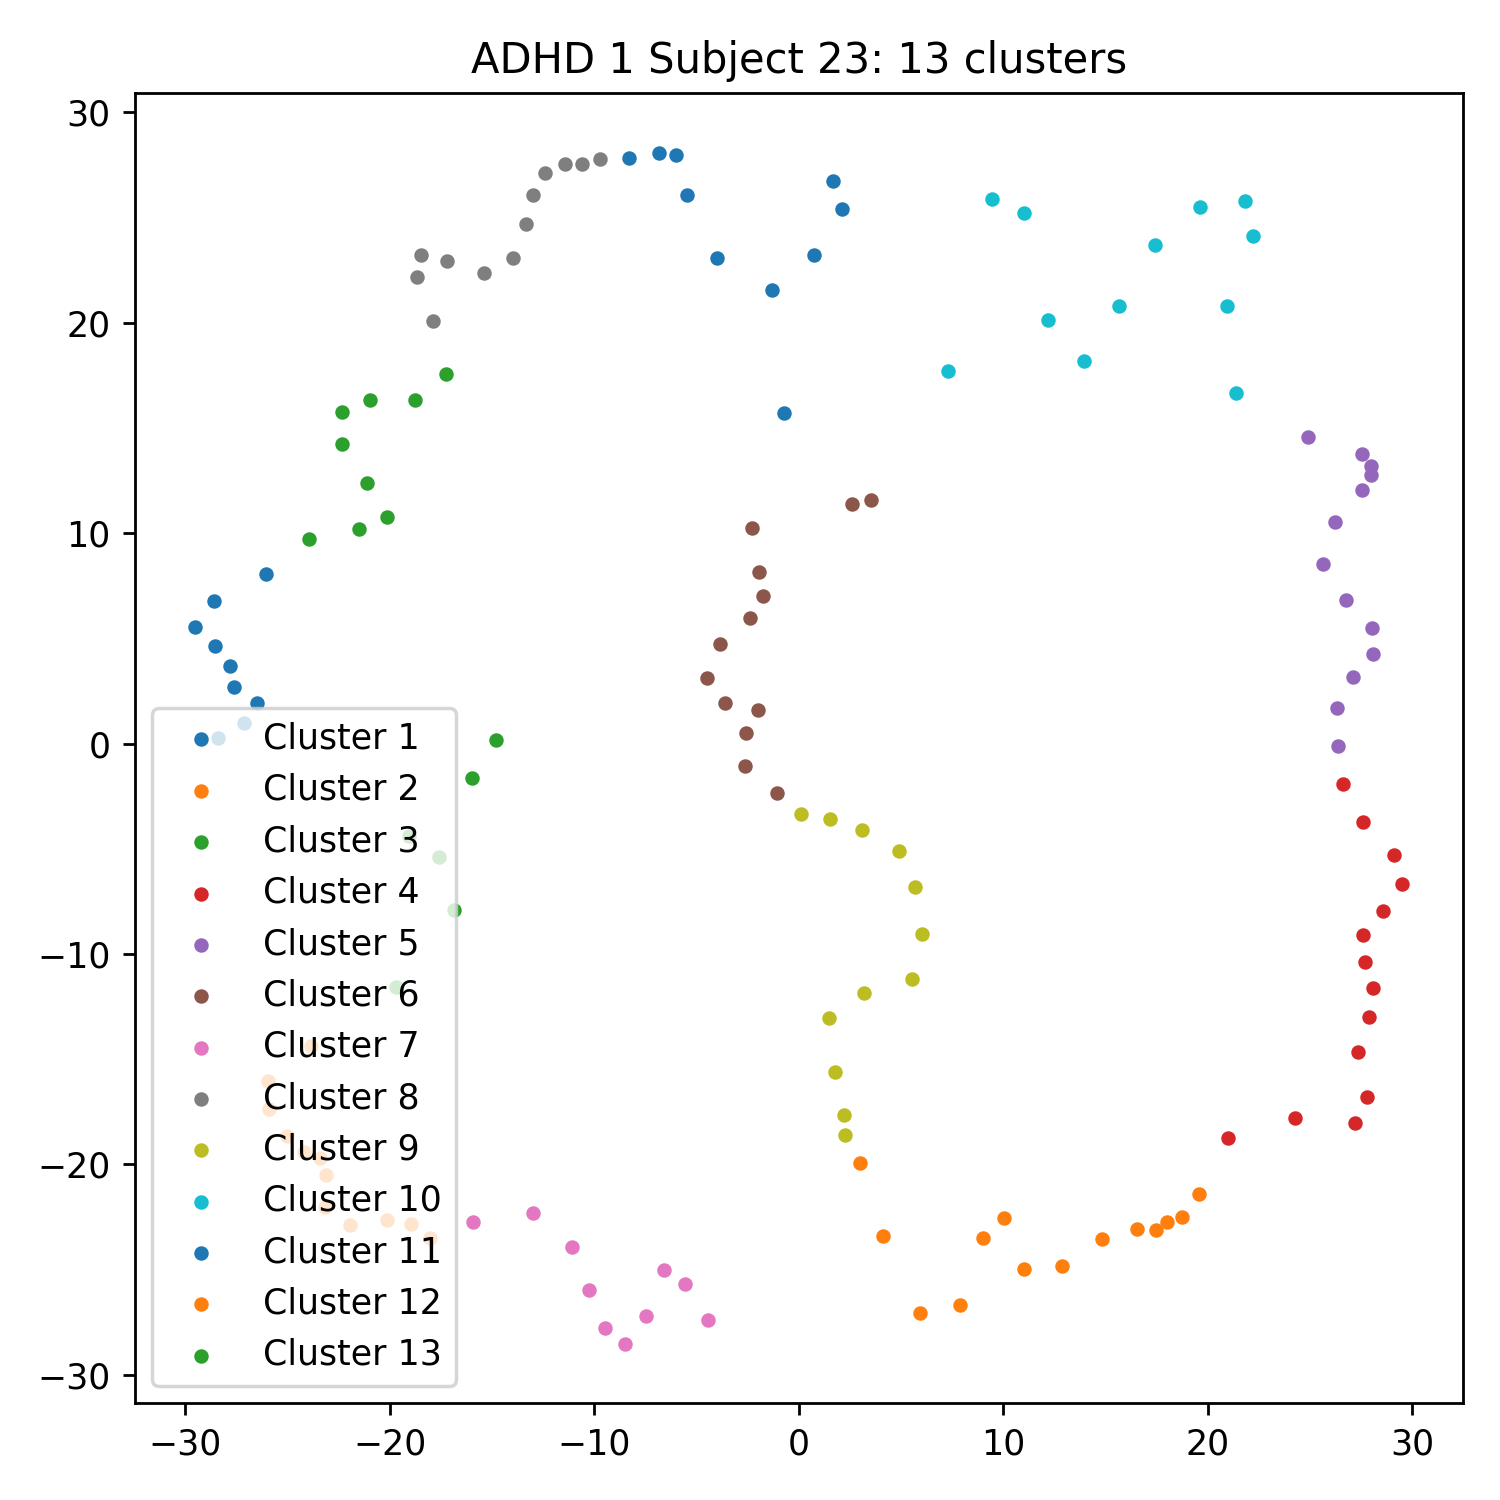 ADHD 1 Subject 23: 13 clusters
30
20
10
0
−10
−20
−30
Cluster 1
Cluster 2
Cluster 3
Cluster 4
Cluster 5
Cluster 6
Cluster 7
Cluster 8
Cluster 9
Cluster 10
Cluster 11
Cluster 12
Cluster 13
−30 −20 −10 0 10 20 30